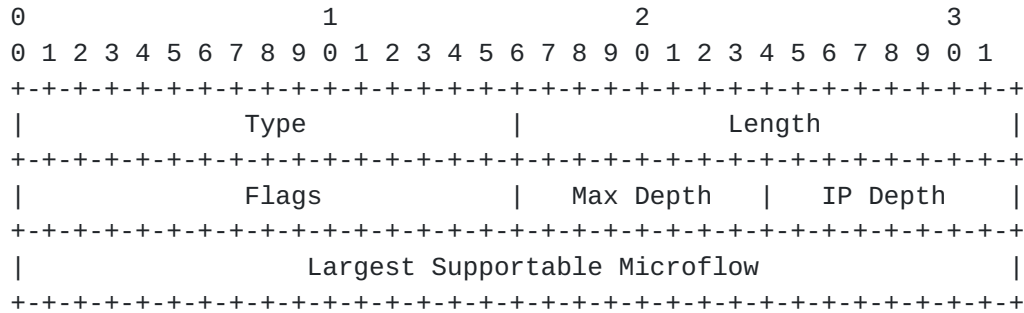 0                   1                   2                   3
0 1 2 3 4 5 6 7 8 9 0 1 2 3 4 5 6 7 8 9 0 1 2 3 4 5 6 7 8 9 0 1
+-+-+-+-+-+-+-+-+-+-+-+-+-+-+-+-+-+-+-+-+-+-+-+-+-+-+-+-+-+-+-+-+
|              Type             |             Length            |
+-+-+-+-+-+-+-+-+-+-+-+-+-+-+-+-+-+-+-+-+-+-+-+-+-+-+-+-+-+-+-+-+
|              Flags            |   Max Depth   |   IP Depth    |
+-+-+-+-+-+-+-+-+-+-+-+-+-+-+-+-+-+-+-+-+-+-+-+-+-+-+-+-+-+-+-+-+
|                  Largest Supportable Microflow                |
+-+-+-+-+-+-+-+-+-+-+-+-+-+-+-+-+-+-+-+-+-+-+-+-+-+-+-+-+-+-+-+-+